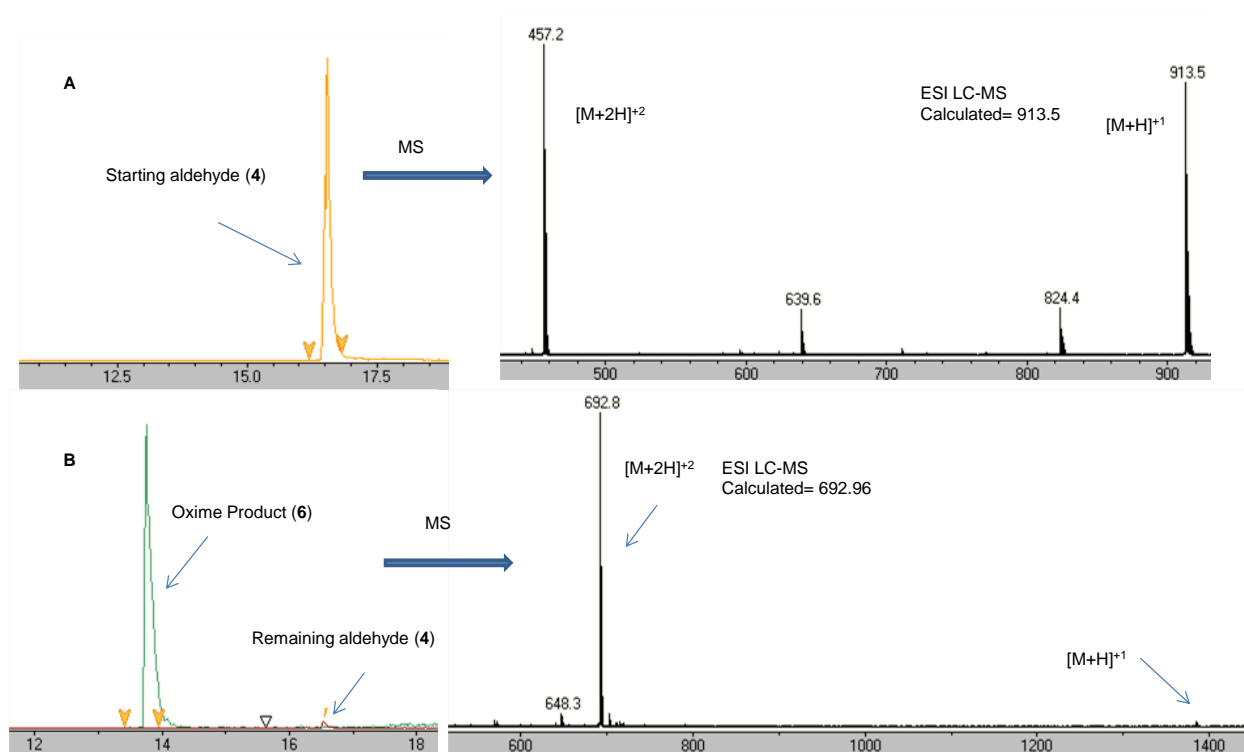 A
Starting aldehyde (4)
MS
12.5 15.0 17.5
457.2
[M+2H]+2
ESI LC-MS
Calculated= 913.5
913.5
[M+H]+1
639.6
824.4
500 600 700 800 900
B
Oxime Product (6)
Remaining aldehyde (4)
MS
12 14 16 18
692.8
[M+2H]+2
ESI LC-MS
Calculated= 692.96
648.3
[M+H]+1
600 800 1000 1200 1400